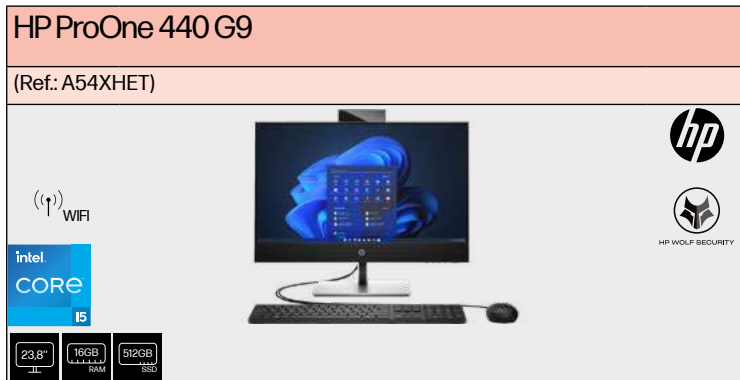 HP ProOne 440 G9
(Ref.: A54XHET)
hp
WIFI
HP WOLF SECURITY
intel.
CORE
i5
23,8"
16GB
RAM
512GB
SSD